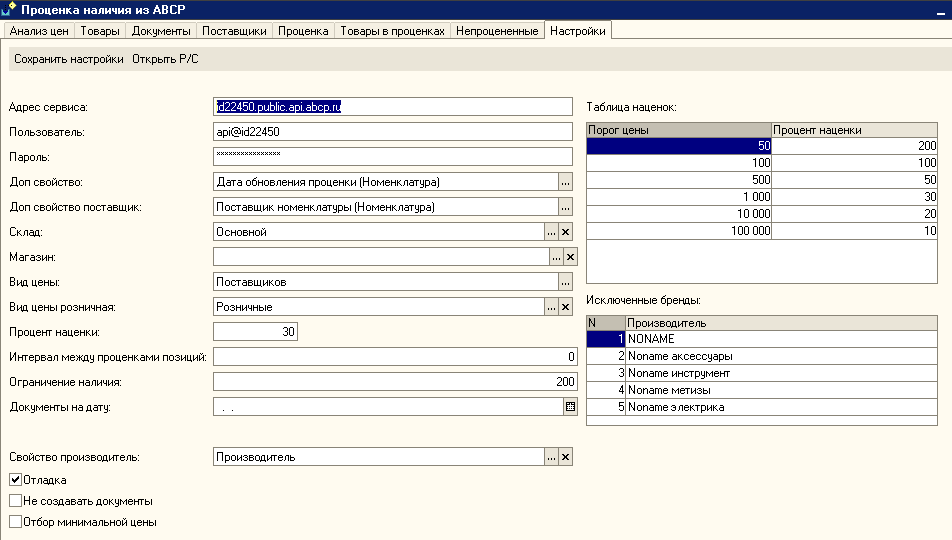 Проценка наличия из АВСР
Анализ цен Товары Документы Поставщики Проценка Товары в проценках Непроцененные Настройки
Сохранить настройки Открыть Р/С
Адрес сервиса: id22450.public.api.abcp.ru
Пользователь: api@id22450
Пароль: ****************
Доп свойство: Дата обновления проценки (Номенклатура) ...
Доп свойство поставщик: Поставщик номенклатуры (Номенклатура) ...
Склад: Основной ... ×
Магазин: ... ×
Вид цены: Поставщиков ...
Вид цены розничная: Розничные ... ×
Процент наценки: 30
Интервал между проценками позиций: 0
Ограничение наличия: 200
Документы на дату: . .
Свойство производитель: Производитель ... ×
Отладка
Не создавать документы
Отбор минимальной цены
Таблица наценок:
Порог цены Процент наценки
50 200
100 100
500 50
1 000 30
10 000 20
100 000 10
Исключенные бренды:
N Производитель
1 NONAME
2 Noname аксессуары
3 Noname инструмент
4 Noname метизы
5 Noname электрика